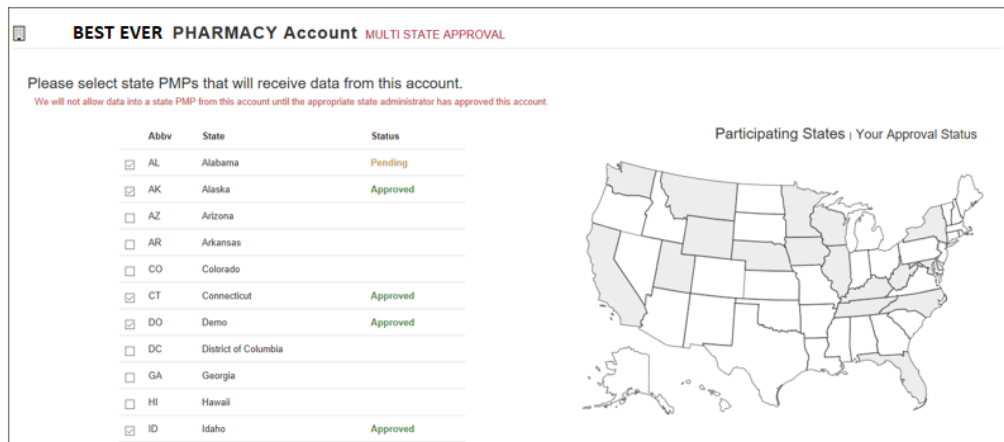 BEST EVER PHARMACY Account MULTI STATE APPROVAL
Please select state PMPs that will receive data from this account.
We will not allow data into a state PMP from this account until the appropriate state administrator has approved this account.
Abbv State Status
AL Alabama Pending
AK Alaska Approved
AZ Arizona
AR Arkansas
CO Colorado
CT Connecticut Approved
DO Demo Approved
DC District of Columbia
GA Georgia
HI Hawaii
ID Idaho Approved
Participating States | Your Approval Status